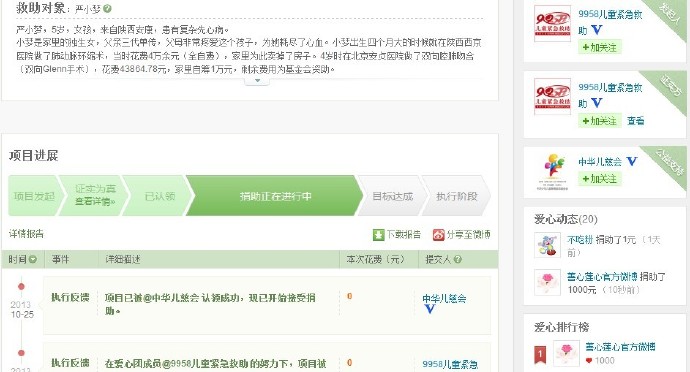 救助对象：严小梦
严小梦，5岁，女孩，来自陕西安康，患有复杂先心病。
小梦是家里的独生女，父亲三代单传，父母非常疼爱这个孩子，为她耗尽了心血。小梦出生四个月大的时候就在陕西西京
医院做了肺动脉环缩术，当时花费4万余元（全自费），家里为此卖掉了房子。4岁时在北京安贞医院做了双向腔肺吻合
（双向Glenn手术），花费43864.78元，家里自筹1万元，剩余费用为基金会资助。
项目进展
项目发起
证实为真
查看详情»
已认领
捐助正在进行中
目标达成
执行阶段
详情报告
下载报告
分享至微博
时间
事件
详细描述
本次花费（元）
提交人
2013
10-25
执行反馈
项目已被@中华儿慈会 认领成功，现已开始接受捐
助。
0
中华儿慈会
2013
执行反馈
在爱心团成员@9958儿童紧急救助 的努力下，项目被
0
9958儿童紧急
发起人
9958儿童紧急救
助
+加关注
证实方
9958儿童紧急救
助
+加关注
查看
公益支持
中华儿慈会
+加关注
爱心动态(20)
不吃珊 捐助了1元 （1天
前）
善心莲心官方微博 捐助了
1000元 （10秒前）
爱心排行榜
1
善心莲心官方微博
1000